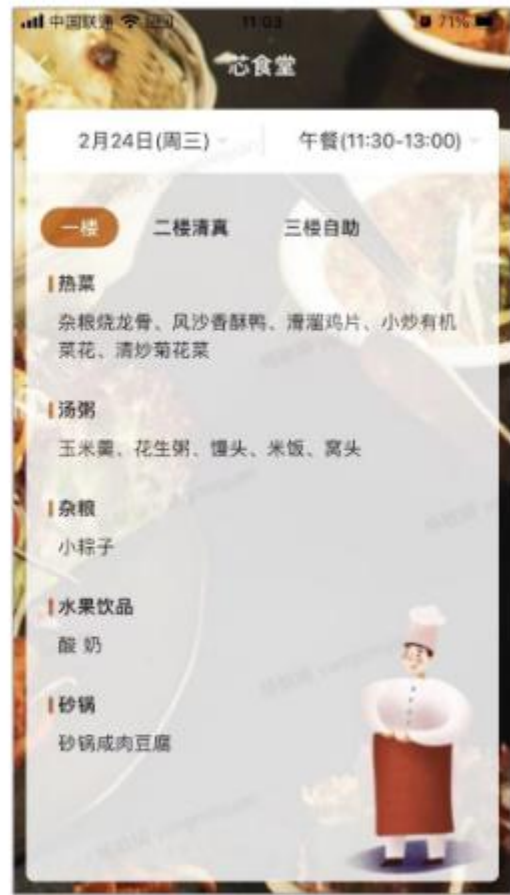 中国联通
11:03
71%
芯食堂
2月24日(周三)
午餐(11:30-13:00)
一楼
二楼清真
三楼自助
热菜
杂粮烧龙骨、风沙香酥鸭、滑溜鸡片、小炒有机
菜花、清炒菊花菜
汤粥
玉米羹、花生粥、馒头、米饭、窝头
杂粮
小粽子
水果饮品
酸 奶
砂锅
砂锅咸肉豆腐